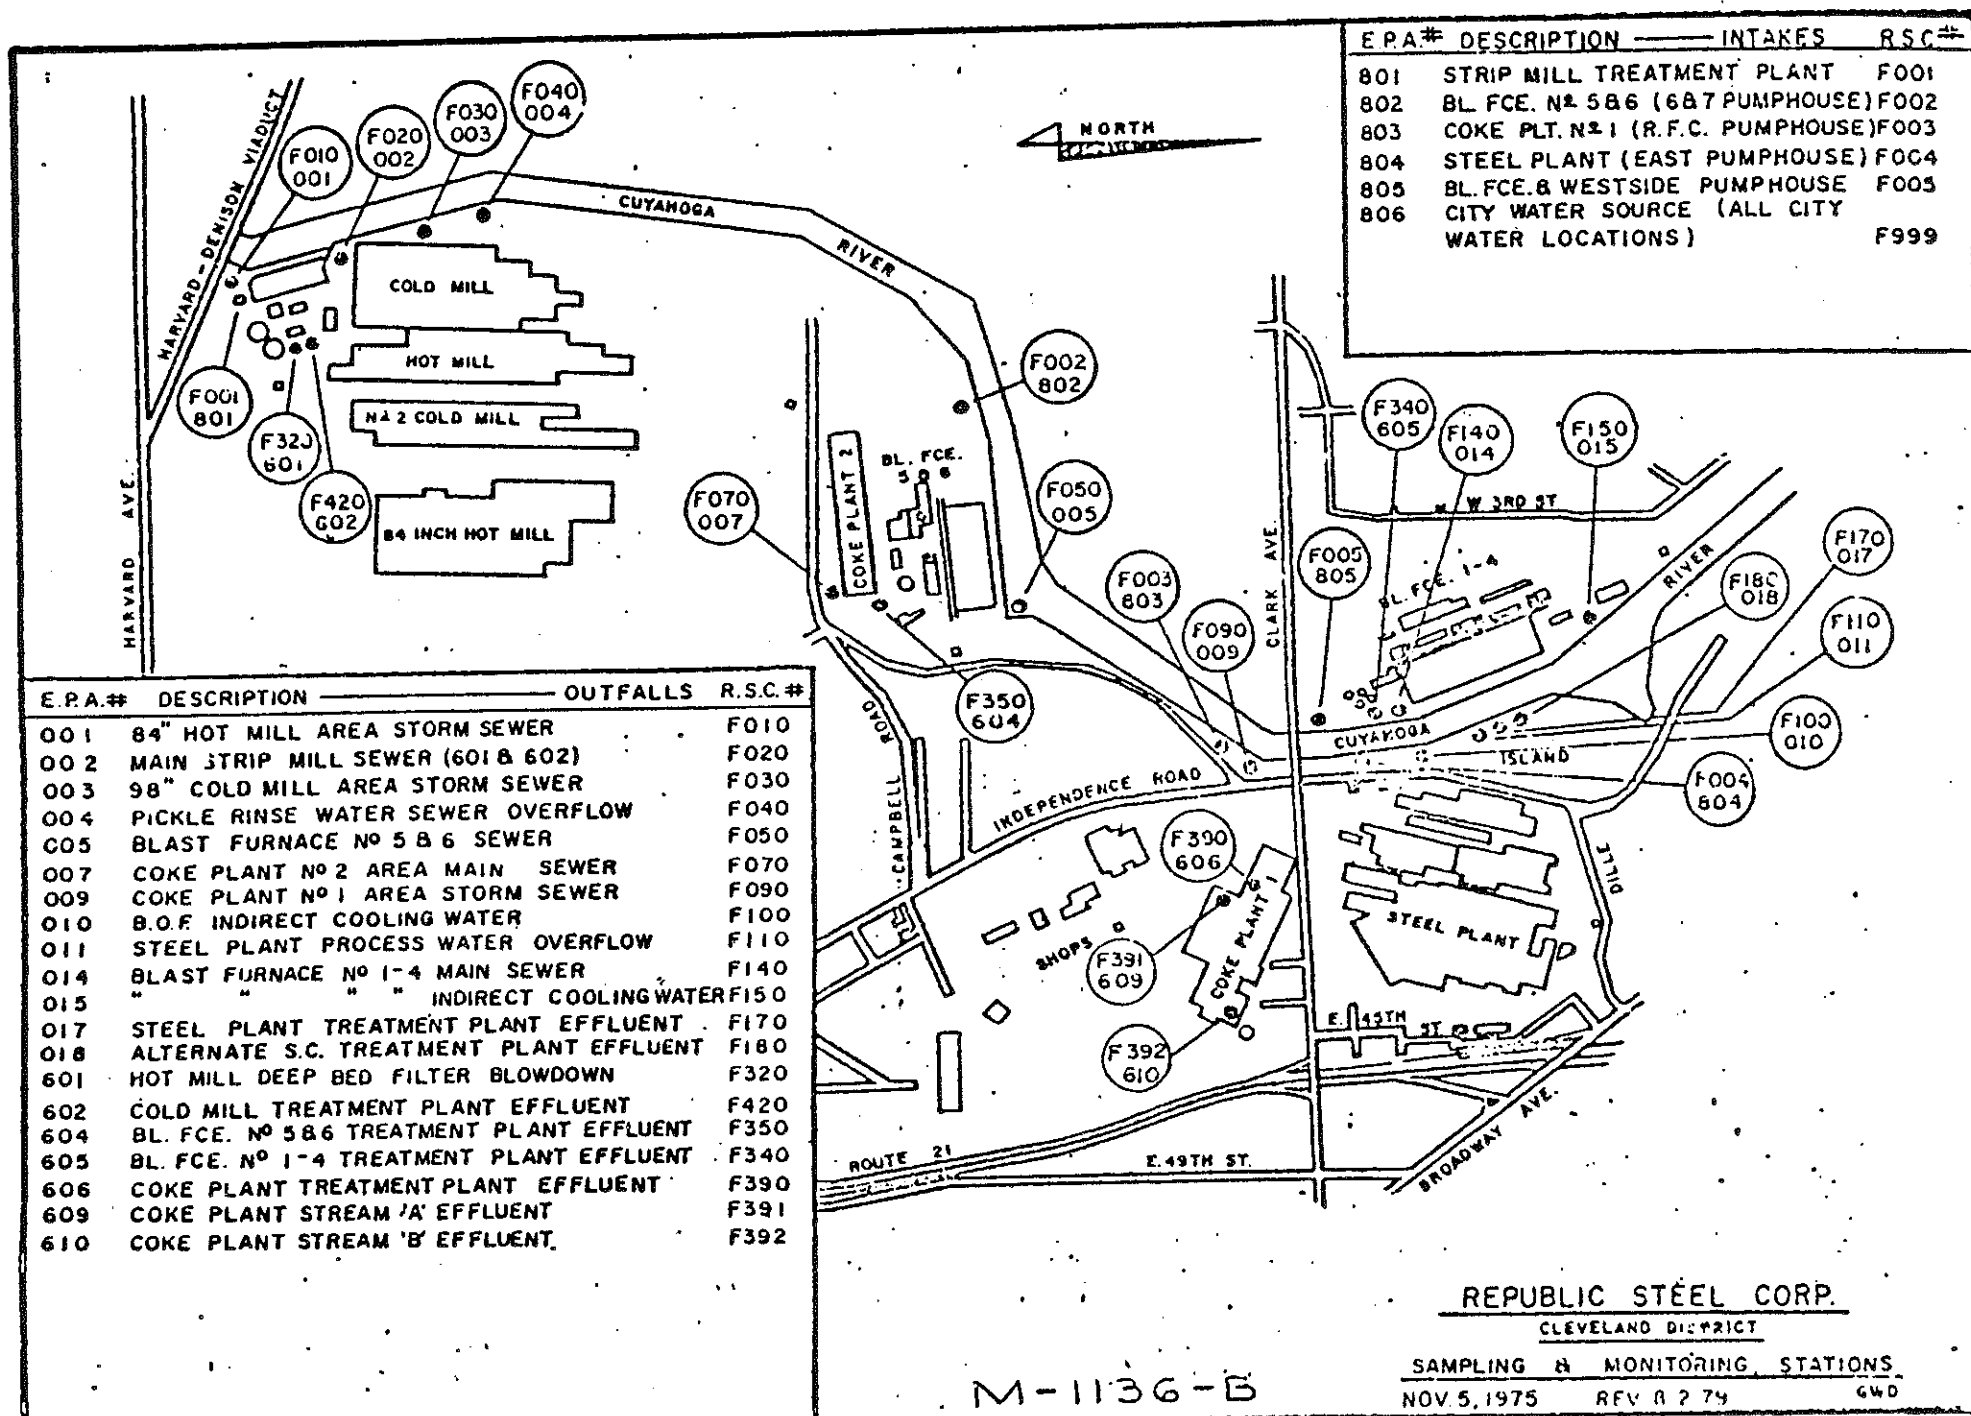 E.P.A.# DESCRIPTION INTAKES R.S.C.#
801 STRIP MILL TREATMENT PLANT F001
802 BL. FCE. Nº 5&6 (6&7 PUMPHOUSE) F002
803 COKE PLT. Nº 1 (R.F.C. PUMPHOUSE) F003
804 STEEL PLANT (EAST PUMPHOUSE) F004
805 BL. FCE. & WESTSIDE PUMPHOUSE F005
806 CITY WATER SOURCE (ALL CITY
WATER LOCATIONS) F999
NORTH
F040
004
F030
003
F020
002
F010
001
HARVARD-DENISON VIADUCT
CUYAHOGA
RIVER
COLD MILL
HOT MILL
Nº 2 COLD MILL
84 INCH HOT MILL
F001
801
F320
601
F420
602
HARVARD AVE.
F002
802
F070
007
COKE PLANT 2
BL. FCE.
5 6
F050
005
F003
803
F090
009
CLARK AVE.
F005
805
F340
605
F140
014
F150
015
W 3RD ST
BL. FCE. 1-4
RIVER
F170
017
F180
018
F110
011
F100
010
F004
804
F350
604
CUYAHOGA
ISLAND
CAMPBELL ROAD
INDEPENDENCE ROAD
F390
606
F391
609
F392
610
SHOPS
COKE PLANT 1
STEEL PLANT
DILLE
E. 45TH ST.
ROUTE 21
E. 49TH ST.
BROADWAY AVE.
E.P.A.# DESCRIPTION OUTFALLS R.S.C.#
001 84" HOT MILL AREA STORM SEWER F010
002 MAIN STRIP MILL SEWER (601 & 602) F020
003 98" COLD MILL AREA STORM SEWER F030
004 PICKLE RINSE WATER SEWER OVERFLOW F040
005 BLAST FURNACE Nº 5 & 6 SEWER F050
007 COKE PLANT Nº 2 AREA MAIN SEWER F070
009 COKE PLANT Nº 1 AREA STORM SEWER F090
010 B.O.F. INDIRECT COOLING WATER F100
011 STEEL PLANT PROCESS WATER OVERFLOW F110
014 BLAST FURNACE Nº 1-4 MAIN SEWER F140
015 " " " " INDIRECT COOLING WATER F150
017 STEEL PLANT TREATMENT PLANT EFFLUENT F170
018 ALTERNATE S.C. TREATMENT PLANT EFFLUENT F180
601 HOT MILL DEEP BED FILTER BLOWDOWN F320
602 COLD MILL TREATMENT PLANT EFFLUENT F420
604 BL. FCE. Nº 5&6 TREATMENT PLANT EFFLUENT F350
605 BL. FCE. Nº 1-4 TREATMENT PLANT EFFLUENT F340
606 COKE PLANT TREATMENT PLANT EFFLUENT F390
609 COKE PLANT STREAM 'A' EFFLUENT F391
610 COKE PLANT STREAM 'B' EFFLUENT F392
REPUBLIC STEEL CORP.
CLEVELAND DISTRICT
SAMPLING & MONITORING STATIONS
NOV. 5, 1975 REV 8 2 79 GWD
M-1136-B